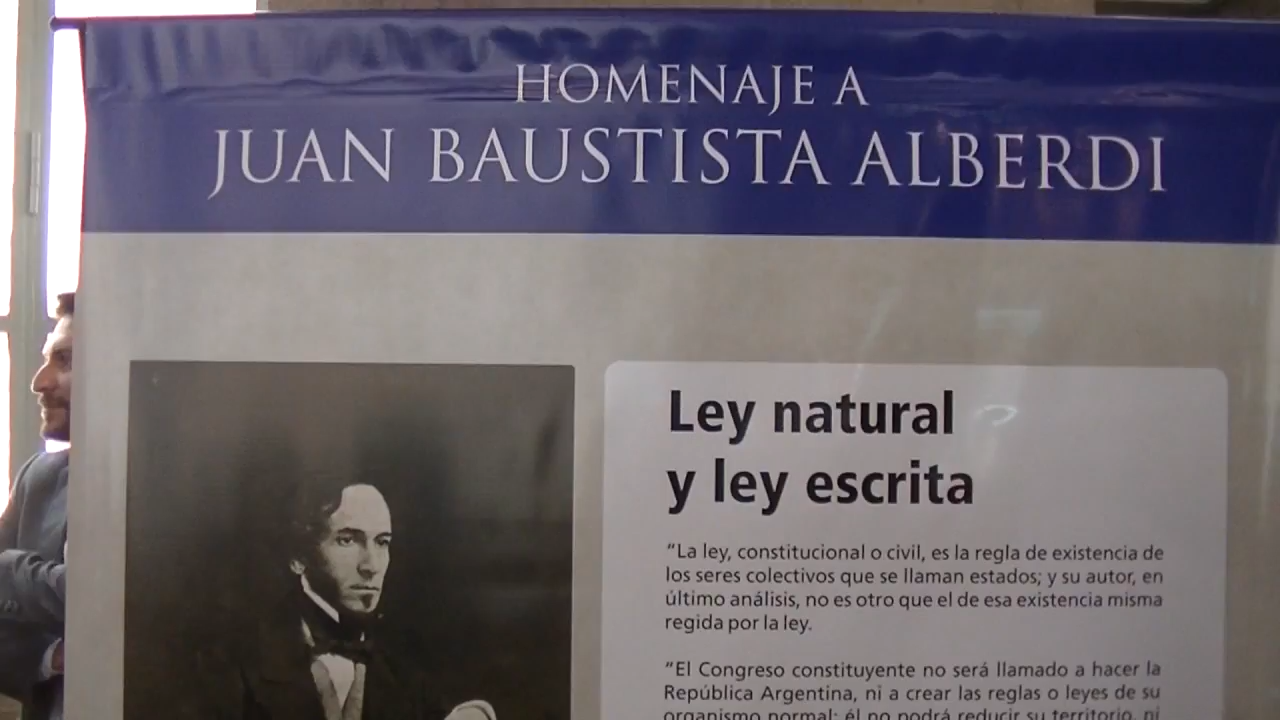 HOMENAJE A
JUAN BAUSTISTA ALBERDI
Ley natural
y ley escrita
“La ley, constitucional o civil, es la regla de existencia de
los seres colectivos que se llaman estados; y su autor, en
último análisis, no es otro que el de esa existencia misma
regida por la ley.
“El Congreso constituyente no será llamado a hacer la
República Argentina, ni a crear las reglas o leyes de su
organismo normal; él no podrá reducir su territorio, ni